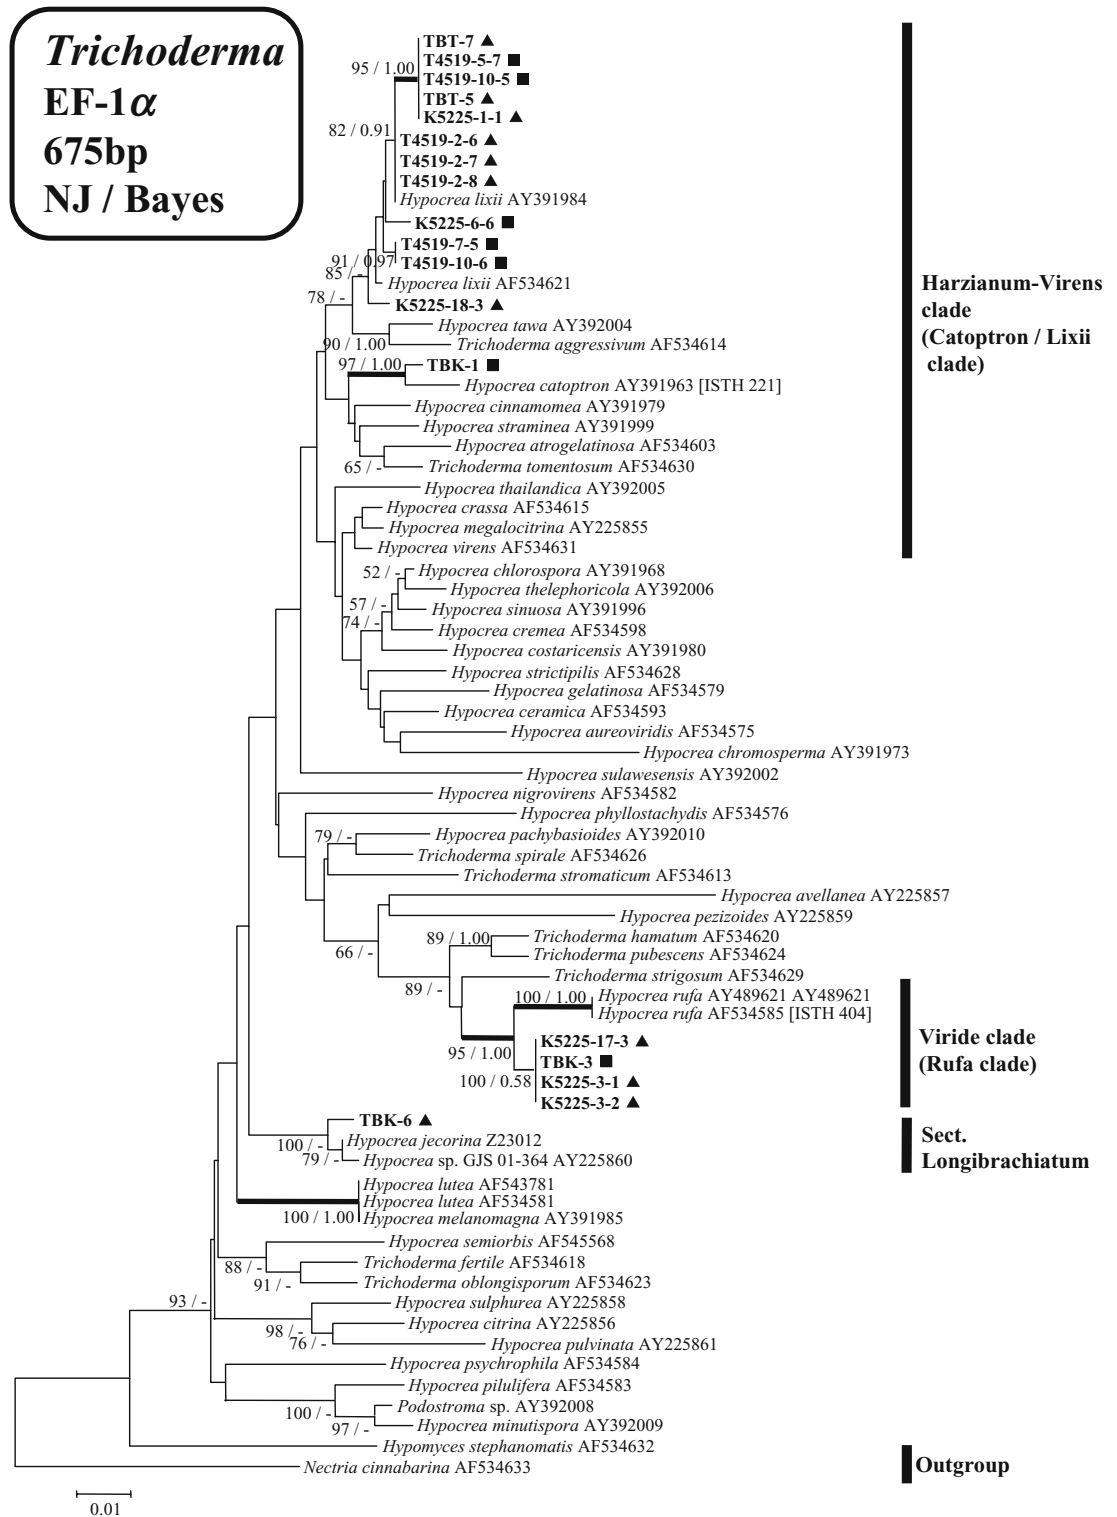 Trichoderma
EF-1α
675bp
NJ / Bayes
TBT-7 ▲
T4519-5-7 ■
95 / 1.00
T4519-10-5 ■
TBT-5 ▲
K5225-1-1 ▲
82 / 0.91
T4519-2-6 ▲
T4519-2-7 ▲
T4519-2-8 ▲
Hypocrea lixii AY391984
K5225-6-6 ■
T4519-7-5 ■
91 / 0.97
T4519-10-6 ■
85 / -
Hypocrea lixii AF534621
78 / -
K5225-18-3 ▲
Hypocrea tawa AY392004
90 / 1.00
Trichoderma aggressivum AF534614
97 / 1.00
TBK-1 ■
Hypocrea catoptron AY391963 [ISTH 221]
Hypocrea cinnamomea AY391979
Hypocrea straminea AY391999
Hypocrea atrogelatinosa AF534603
65 / -
Trichoderma tomentosum AF534630
Hypocrea thailandica AY392005
Hypocrea crassa AF534615
Hypocrea megalocitrina AY225855
Hypocrea virens AF534631
Harzianum-Virens
clade
(Catoptron / Lixii
clade)
52 / -
Hypocrea chlorospora AY391968
Hypocrea thelephoricola AY392006
57 / -
Hypocrea sinuosa AY391996
74 / -
Hypocrea cremea AF534598
Hypocrea costaricensis AY391980
Hypocrea strictipilis AF534628
Hypocrea gelatinosa AF534579
Hypocrea ceramica AF534593
Hypocrea aureoviridis AF534575
Hypocrea chromosperma AY391973
Hypocrea sulawesensis AY392002
Hypocrea nigrovirens AF534582
Hypocrea phyllostachydis AF534576
79 / -
Hypocrea pachybasioides AY392010
Trichoderma spirale AF534626
Trichoderma stromaticum AF534613
Hypocrea avellanea AY225857
Hypocrea pezizoides AY225859
66 / -
89 / 1.00
Trichoderma hamatum AF534620
Trichoderma pubescens AF534624
89 / -
Trichoderma strigosum AF534629
100 / 1.00
Hypocrea rufa AY489621 AY489621
Hypocrea rufa AF534585 [ISTH 404]
95 / 1.00
K5225-17-3 ▲
TBK-3 ■
100 / 0.58
K5225-3-1 ▲
K5225-3-2 ▲
Viride clade
(Rufa clade)
TBK-6 ▲
100 / -
Hypocrea jecorina Z23012
79 / -
Hypocrea sp. GJS 01-364 AY225860
Sect.
Longibrachiatum
Hypocrea lutea AF543781
Hypocrea lutea AF534581
100 / 1.00
Hypocrea melanomagna AY391985
Hypocrea semiorbis AF545568
88 / -
Trichoderma fertile AF534618
91 / -
Trichoderma oblongisporum AF534623
93 / -
Hypocrea sulphurea AY225858
98 / -
Hypocrea citrina AY225856
76 / -
Hypocrea pulvinata AY225861
Hypocrea psychrophila AF534584
Hypocrea pilulifera AF534583
100 / -
Podostroma sp. AY392008
97 / -
Hypocrea minutispora AY392009
Hypomyces stephanomatis AF534632
Nectria cinnabarina AF534633
Outgroup
0.01